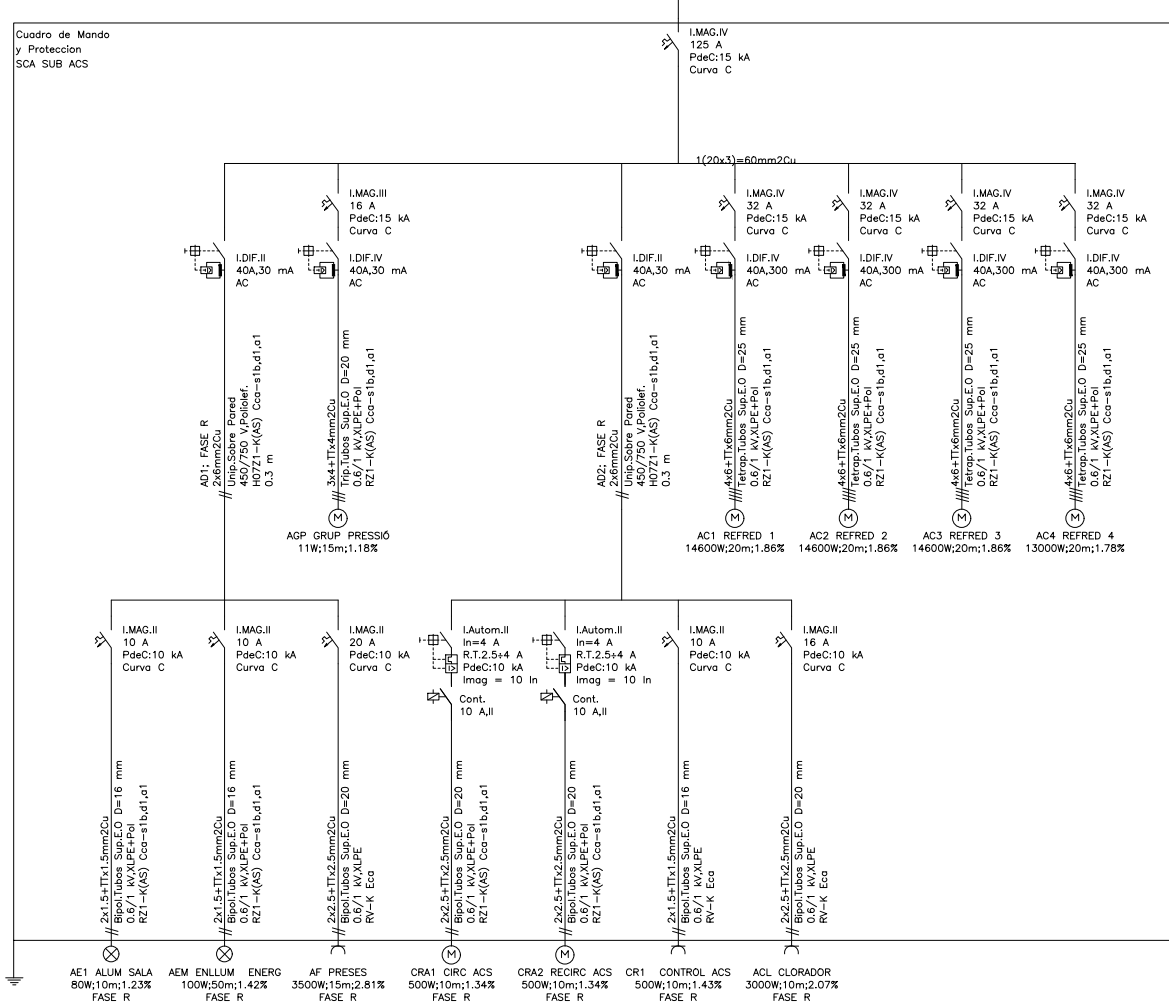 Cuadro de Mando
y Proteccion
SCA SUB ACS
I.MAG.IV
125 A
PdeC:15 kA
Curva C
1(20x3)=60mm2Cu
I.MAG.III
16 A
PdeC:15 kA
Curva C
I.MAG.IV
32 A
PdeC:15 kA
Curva C
I.MAG.IV
32 A
PdeC:15 kA
Curva C
I.MAG.IV
32 A
PdeC:15 kA
Curva C
I.MAG.IV
32 A
PdeC:15 kA
Curva C
I.DIF.II
40A,30 mA
AC
I.DIF.IV
40A,30 mA
AC
I.DIF.II
40A,30 mA
AC
I.DIF.IV
40A,300 mA
AC
I.DIF.IV
40A,300 mA
AC
I.DIF.IV
40A,300 mA
AC
I.DIF.IV
40A,300 mA
AC
AD1; FASE R
2x6mm2Cu
Unip.Sobre Pared
450/750 V,Poliolef.
H07Z1-K(AS) Cca-s1b,d1,a1
0.3 m
3x4+TTx4mm2Cu
Trip.Tubos Sup.E.O D=20 mm
0.6/1 kV,XLPE+Pol
RZ1-K(AS) Cca-s1b,d1,a1
AD2; FASE R
2x6mm2Cu
Unip.Sobre Pared
450/750 V,Poliolef.
H07Z1-K(AS) Cca-s1b,d1,a1
0.3 m
4x6+TTx6mm2Cu
Tetrap.Tubos Sup.E.O D=25 mm
0.6/1 kV,XLPE+Pol
RZ1-K(AS) Cca-s1b,d1,a1
4x6+TTx6mm2Cu
Tetrap.Tubos Sup.E.O D=25 mm
0.6/1 kV,XLPE+Pol
RZ1-K(AS) Cca-s1b,d1,a1
4x6+TTx6mm2Cu
Tetrap.Tubos Sup.E.O D=25 mm
0.6/1 kV,XLPE+Pol
RZ1-K(AS) Cca-s1b,d1,a1
4x6+TTx6mm2Cu
Tetrap.Tubos Sup.E.O D=25 mm
0.6/1 kV,XLPE+Pol
RZ1-K(AS) Cca-s1b,d1,a1
M
AGP GRUP PRESSIÓ
11W;15m;1.18%
M
AC1 REFRED 1
14600W;20m;1.86%
M
AC2 REFRED 2
14600W;20m;1.86%
M
AC3 REFRED 3
14600W;20m;1.86%
M
AC4 REFRED 4
13000W;20m;1.78%
I.MAG.II
10 A
PdeC:10 kA
Curva C
I.MAG.II
10 A
PdeC:10 kA
Curva C
I.MAG.II
20 A
PdeC:10 kA
Curva C
I.Autom.II
In=4 A
R.T.2.5÷4 A
PdeC:10 kA
Imag = 10 In
Cont.
10 A,II
I.Autom.II
In=4 A
R.T.2.5÷4 A
PdeC:10 kA
Imag = 10 In
Cont.
10 A,II
I.MAG.II
10 A
PdeC:10 kA
Curva C
I.MAG.II
16 A
PdeC:10 kA
Curva C
2x1.5+TTx1.5mm2Cu
Bipol.Tubos Sup.E.O D=16 mm
0.6/1 kV,XLPE+Pol
RZ1-K(AS) Cca-s1b,d1,a1
2x1.5+TTx1.5mm2Cu
Bipol.Tubos Sup.E.O D=16 mm
0.6/1 kV,XLPE+Pol
RZ1-K(AS) Cca-s1b,d1,a1
2x2.5+TTx2.5mm2Cu
Bipol.Tubos Sup.E.O D=20 mm
0.6/1 kV,XLPE
RV-K Eca
2x2.5+TTx2.5mm2Cu
Bipol.Tubos Sup.E.O D=20 mm
0.6/1 kV,XLPE+Pol
RZ1-K(AS) Cca-s1b,d1,a1
2x2.5+TTx2.5mm2Cu
Bipol.Tubos Sup.E.O D=20 mm
0.6/1 kV,XLPE+Pol
RZ1-K(AS) Cca-s1b,d1,a1
2x1.5+TTx1.5mm2Cu
Bipol.Tubos Sup.E.O D=16 mm
0.6/1 kV,XLPE
RV-K Eca
2x2.5+TTx2.5mm2Cu
Bipol.Tubos Sup.E.O D=20 mm
0.6/1 kV,XLPE
RV-K Eca
AE1 ALUM SALA
80W;10m;1.23%
FASE R
AEM ENLLUM ENERG
100W;50m;1.42%
FASE R
AF PRESES
3500W;15m;2.81%
FASE R
M
CRA1 CIRC ACS
500W;10m;1.34%
FASE R
M
CRA2 RECIRC ACS
500W;10m;1.34%
FASE R
CR1 CONTROL ACS
500W;10m;1.43%
FASE R
ACL CLORADOR
3000W;10m;2.07%
FASE R